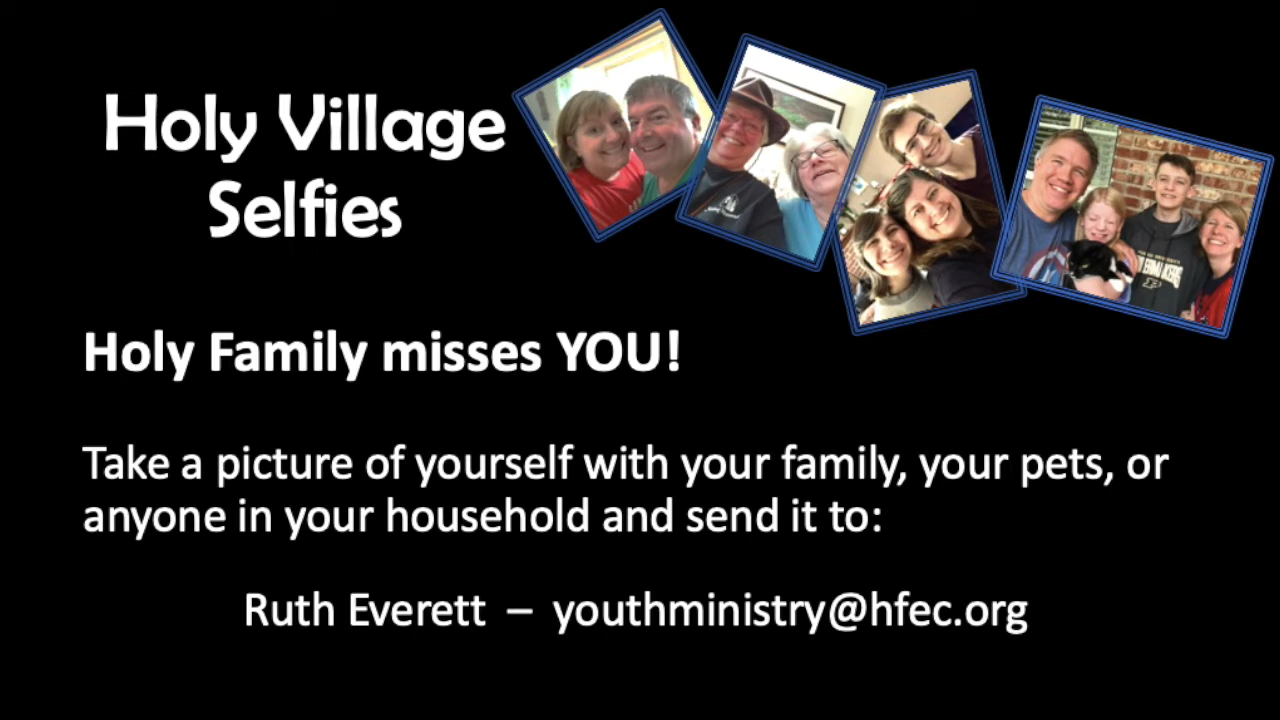 Holy Village
Selfies
Holy Family misses YOU!
Take a picture of yourself with your family, your pets, or
anyone in your household and send it to:
Ruth Everett – youthministry@hfec.org